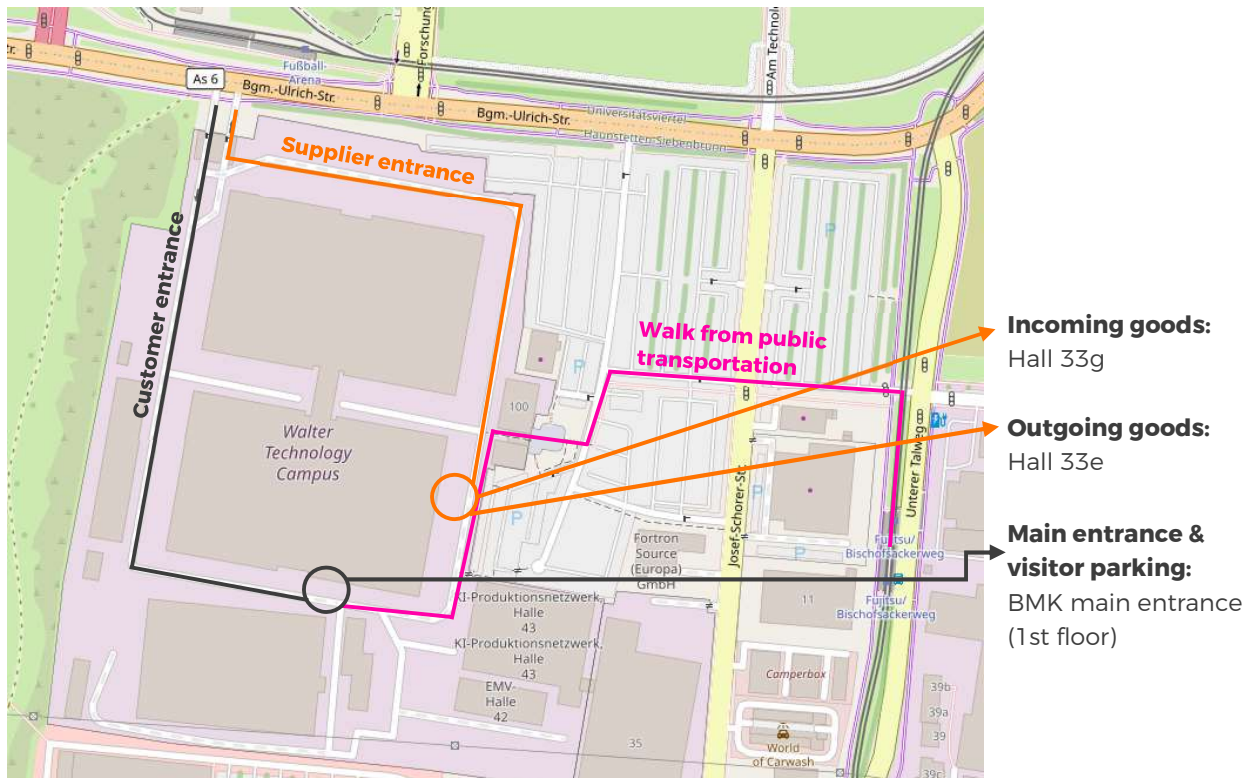 Fußball-
Arena
Forschung
Am Technolo
Str.
As 6
Bgm.-Ulrich-Str.
Bgm.-Ulrich-Str.
Universitätsviertel
Haunstetten-Siebenbrunn
Supplier entrance
Customer entrance
P
Walk from public
transportation
P
100
Walter
Technology
Campus
P
Josef-Schorer-Str.
Unterer Talweg
P
P
Fortron
Source
(Europa)
GmbH
Fujitsu/
Bischofsackerweg
Fujitsu/
Bischofsackerweg
11
KI-Produktionsnetzwerk,
Halle
43
KI-Produktionsnetzwerk,
Halle
43
EMV-
Halle
42
Camperbox
35
World
of Carwash
39b
39a
39
39c
Incoming goods:
Hall 33g
Outgoing goods:
Hall 33e
Main entrance &
visitor parking:
BMK main entrance
(1st floor)